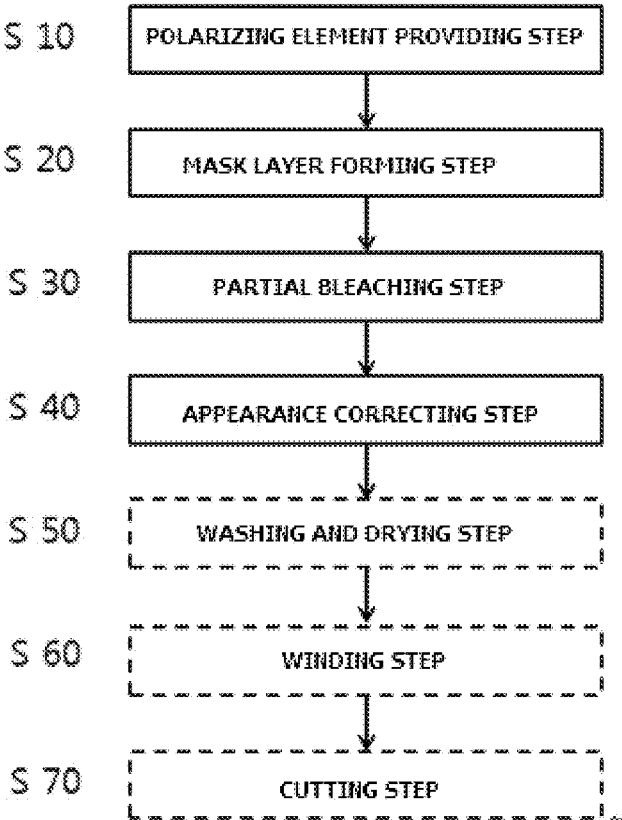 S 10 POLARIZING ELEMENT PROVIDING STEP
S 20 MASK LAYER FORMING STEP
S 30 PARTIAL BLEACHING STEP
S 40 APPEARANCE CORRECTING STEP
S 50 WASHING AND DRYING STEP
S 60 WINDING STEP
S 70 CUTTING STEP